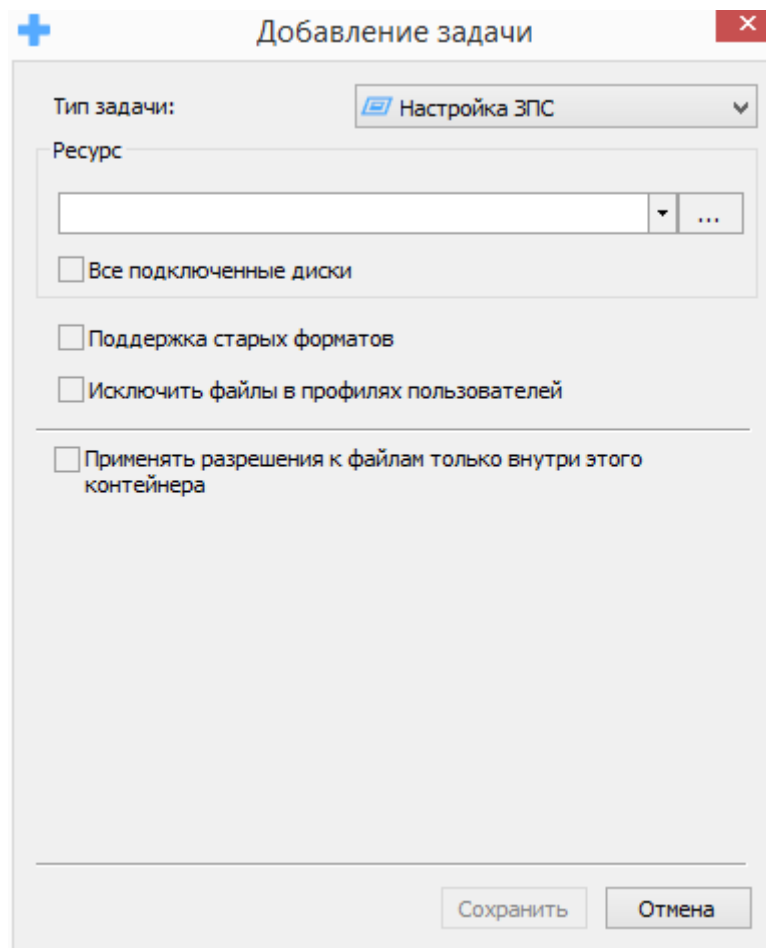 Добавление задачи
Тип задачи: Настройка ЗПС
Ресурс
...
Все подключенные диски
Поддержка старых форматов
Исключить файлы в профилях пользователей
Применять разрешения к файлам только внутри этого
контейнера
Сохранить Отмена